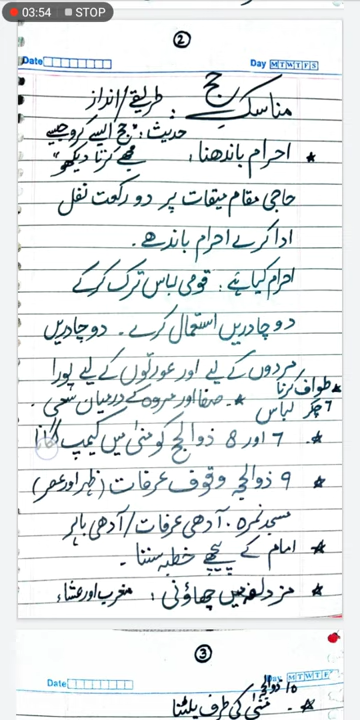 03:54 STOP
2
Date Day M T W T F S
مناسکِ حج طریقے/انداز
حدیث: "حج ایسے کرو جیسے
مجھے کرتا دیکھو"
★ احرام باندھنا:
حاجی مقام میقات پر دو رکعت نفل
ادا کرے احرام باندھے۔
احرام کیا ہے: قومی لباس ترک کرکے
دو چادریں استعمال کرے۔ دو چادریں
مردوں کے لیے اور عورتوں کے لیے پورا
لباس
★ طواف کرنا
7 چکر
★ صفا اور مروہ کے درمیان سعی۔
★ 7 اور 8 ذوالحج کو منیٰ میں کیمپ لگانا
★ 9 ذوالحجہ وقوف عرفات (ظہر اور عصر)
مسجد نمرہ۔ آدھی عرفات/آدھی باہر
★ امام کے پیچھے خطبہ سننا۔
★ مزدلفہ میں چھاؤنی: مغرب اور عشاء
3
Date Day M T W T F S
10 ذوالحجہ
★ منیٰ کی طرف پلٹنا